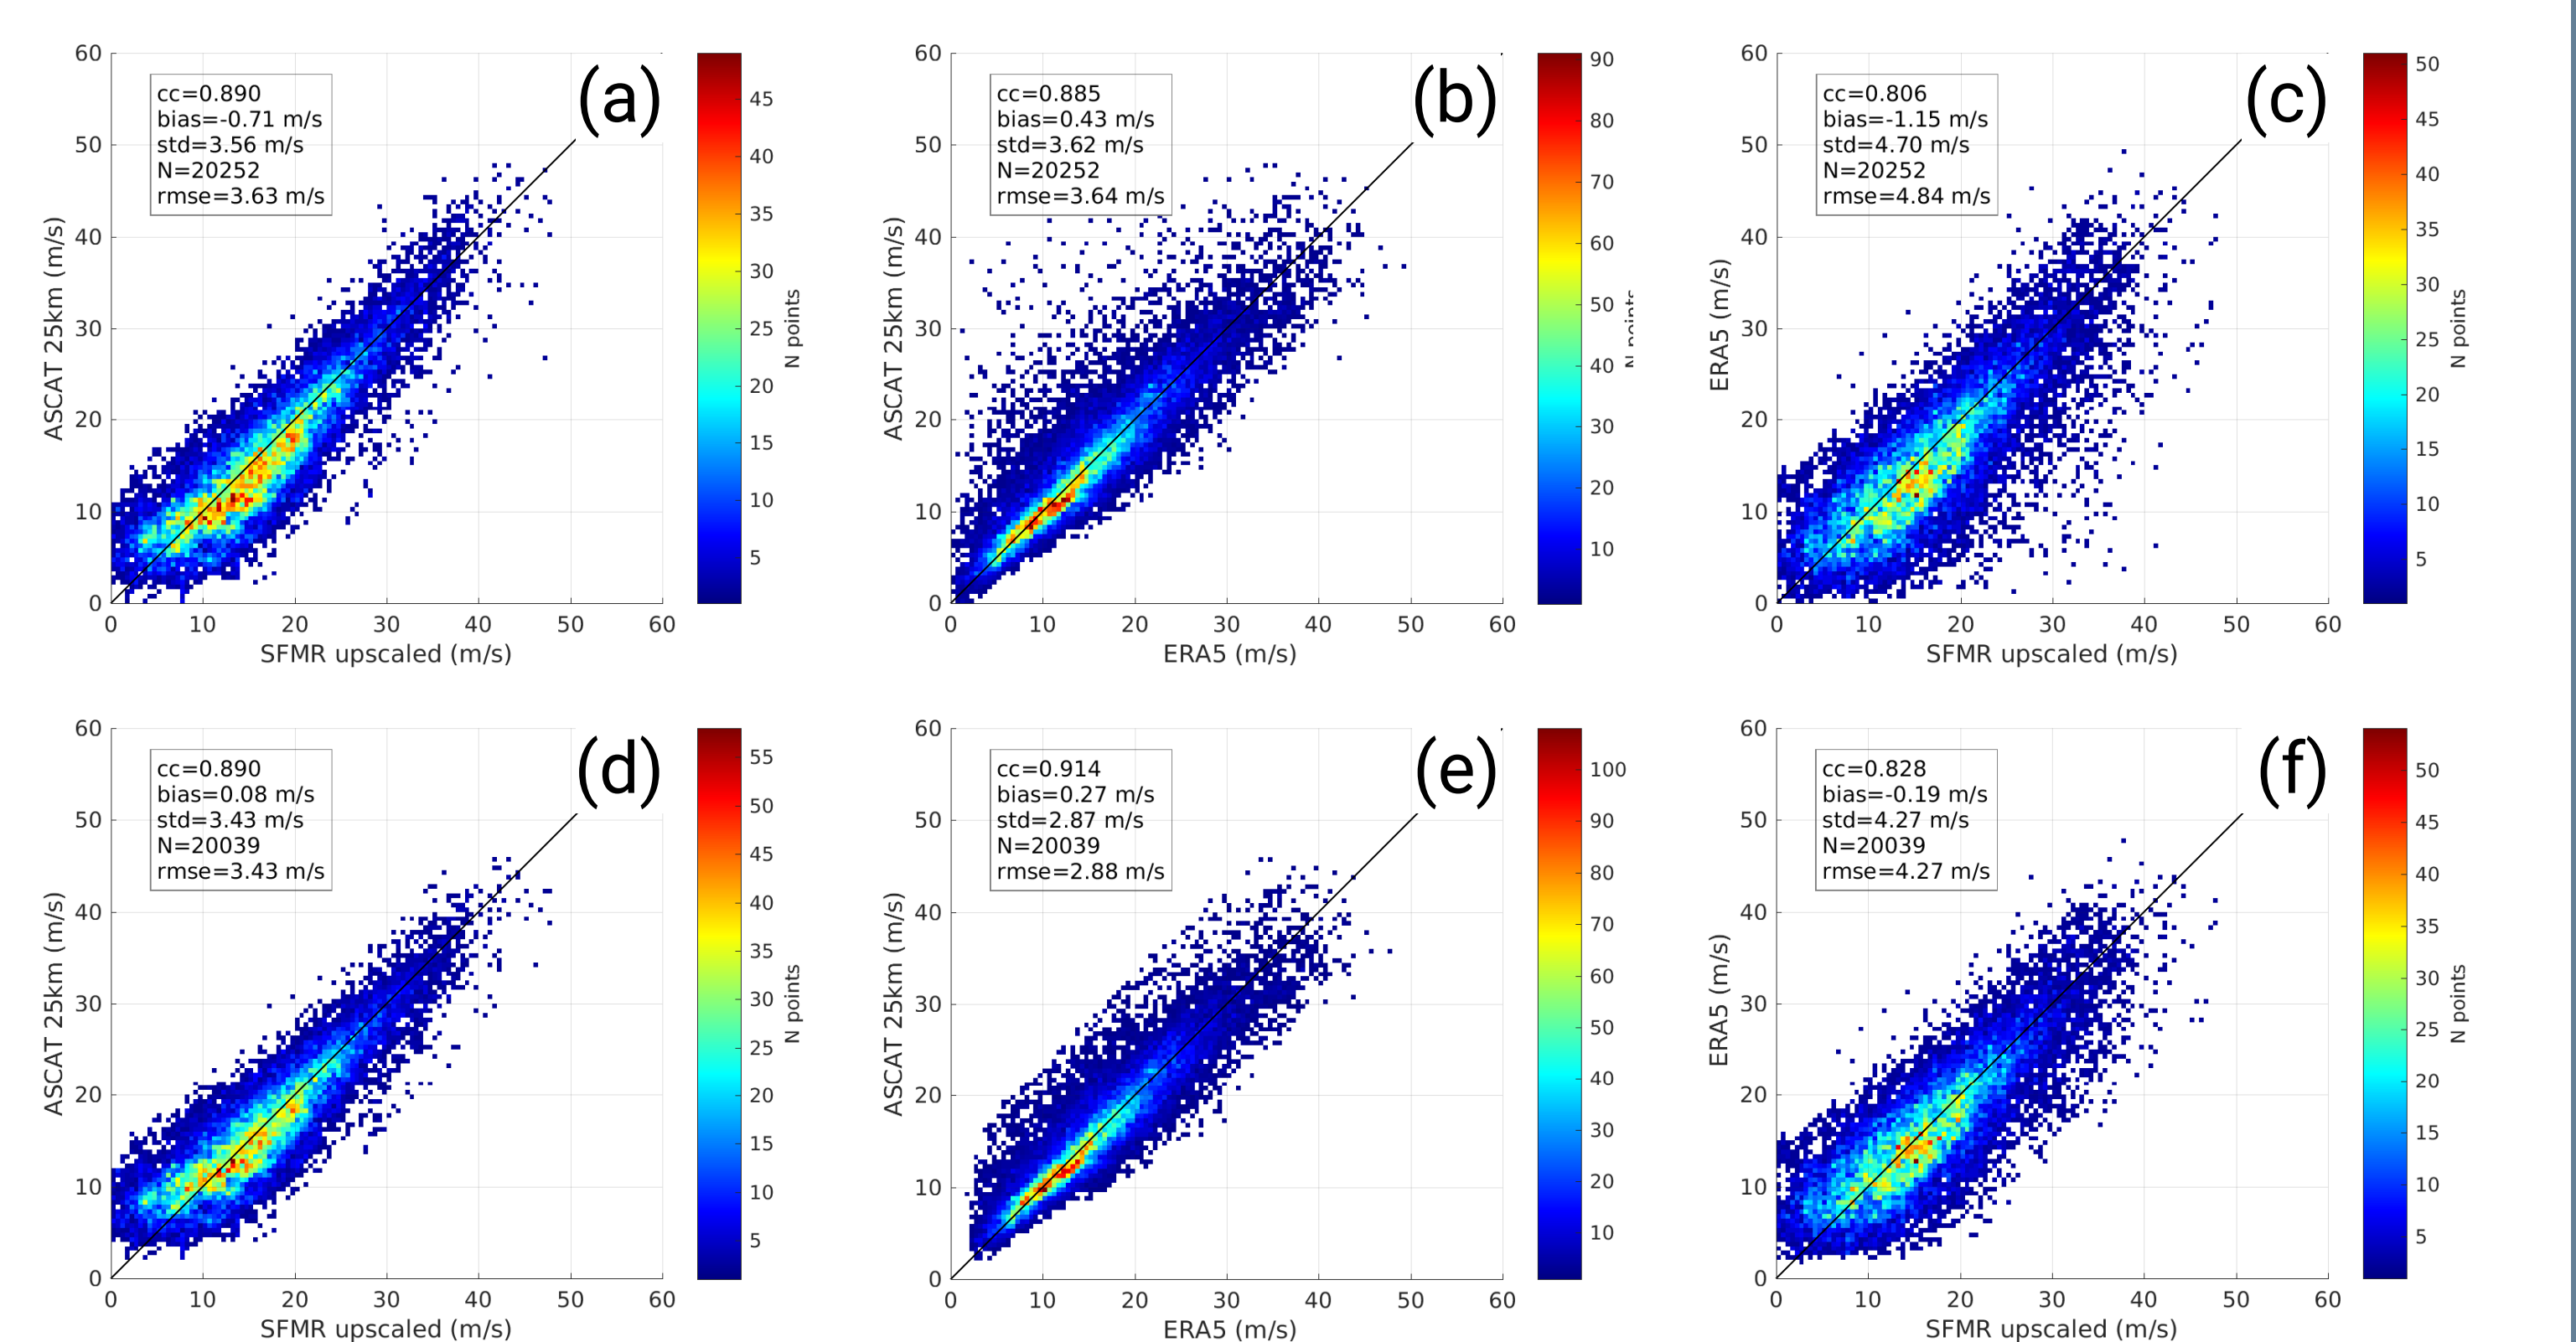 (a)
cc=0.890
bias=-0.71 m/s
std=3.56 m/s
N=20252
rmse=3.63 m/s
ASCAT 25km (m/s)
60
50
40
30
20
10
0
0 10 20 30 40 50 60
SFMR upscaled (m/s)
45
40
35
30
25
20
15
10
5
N points
(b)
cc=0.885
bias=0.43 m/s
std=3.62 m/s
N=20252
rmse=3.64 m/s
ASCAT 25km (m/s)
60
50
40
30
20
10
0
0 10 20 30 40 50 60
ERA5 (m/s)
90
80
70
60
50
40
30
20
10
(c)
cc=0.806
bias=-1.15 m/s
std=4.70 m/s
N=20252
rmse=4.84 m/s
ERA5 (m/s)
60
50
40
30
20
10
0
0 10 20 30 40 50 60
SFMR upscaled (m/s)
50
45
40
35
30
25
20
15
10
5
N points
(d)
cc=0.890
bias=0.08 m/s
std=3.43 m/s
N=20039
rmse=3.43 m/s
ASCAT 25km (m/s)
60
50
40
30
20
10
0
0 10 20 30 40 50 60
SFMR upscaled (m/s)
55
50
45
40
35
30
25
20
15
10
5
N points
(e)
cc=0.914
bias=0.27 m/s
std=2.87 m/s
N=20039
rmse=2.88 m/s
ASCAT 25km (m/s)
60
50
40
30
20
10
0
0 10 20 30 40 50 60
ERA5 (m/s)
100
90
80
70
60
50
40
30
20
10
(f)
cc=0.828
bias=-0.19 m/s
std=4.27 m/s
N=20039
rmse=4.27 m/s
ERA5 (m/s)
60
50
40
30
20
10
0
0 10 20 30 40 50 60
SFMR upscaled (m/s)
50
45
40
35
30
25
20
15
10
5
N points